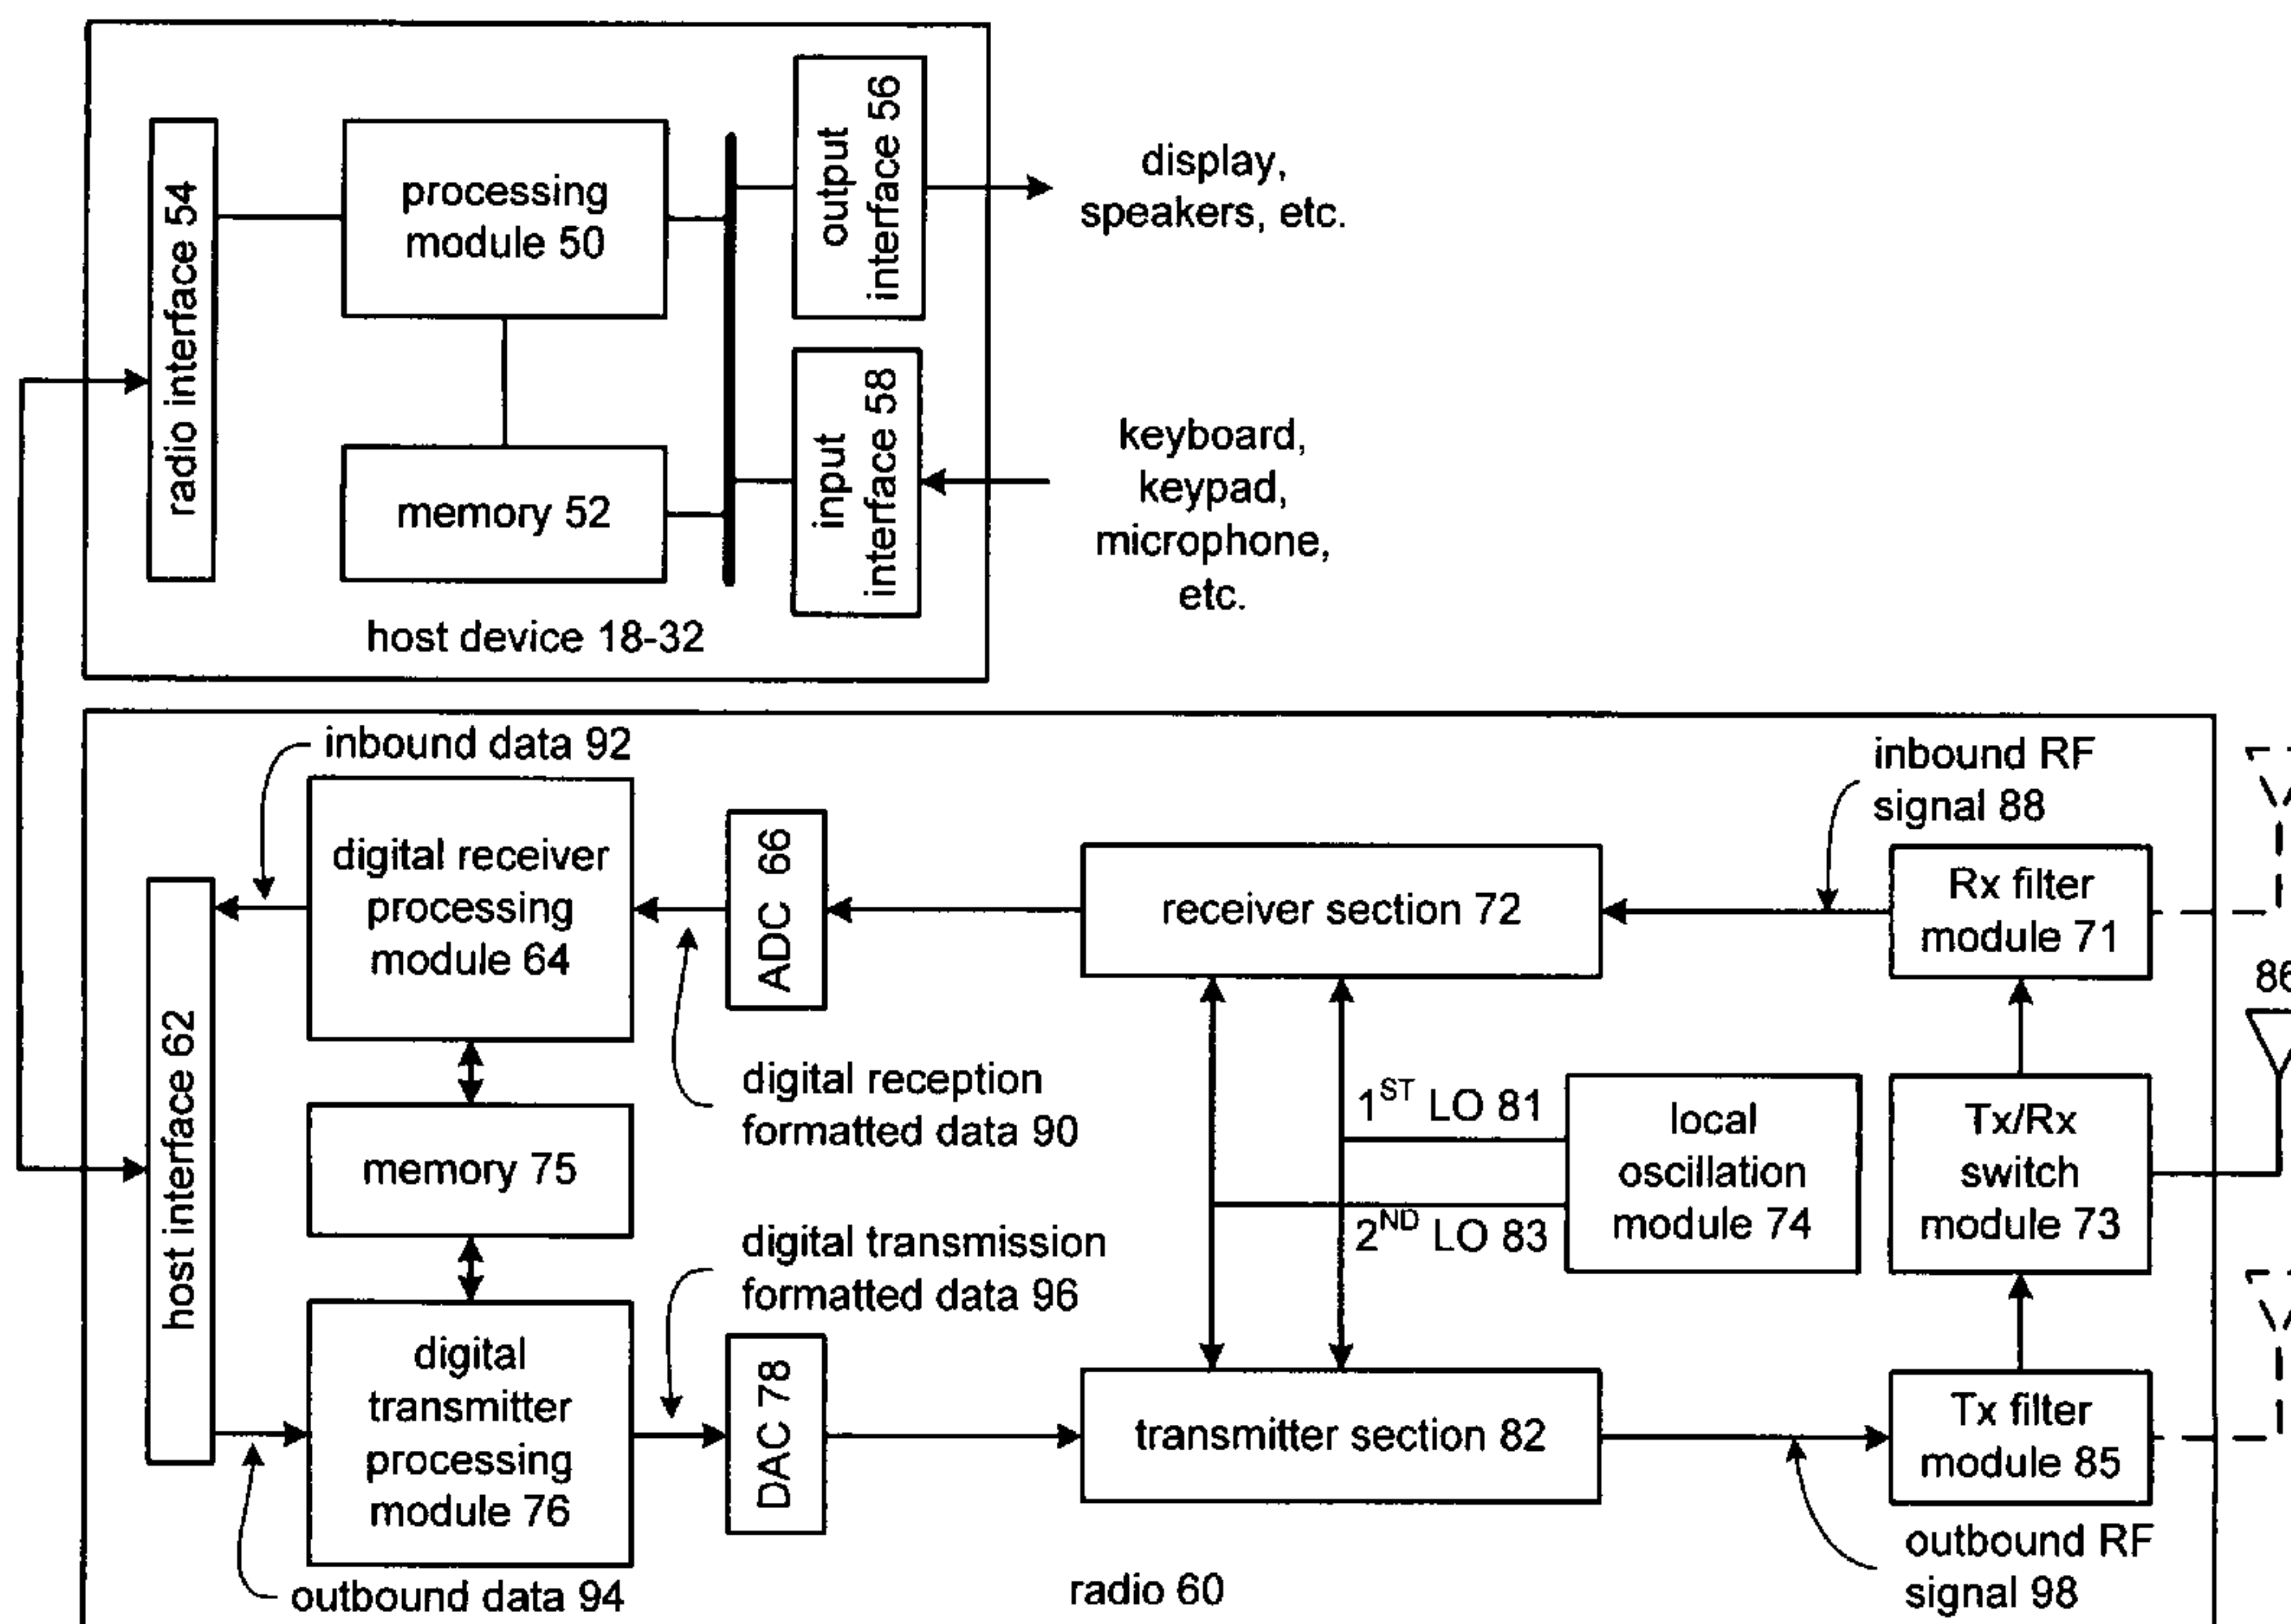 radio interface 54
processing
module 50
memory 52
output
interface 56
input
interface 58
display,
speakers, etc.
keyboard,
keypad,
microphone,
etc.
host device 18-32
inbound data 92
host interface 62
digital receiver
processing
module 64
ADC 66
digital reception
formatted data 90
memory 75
digital transmission
formatted data 96
digital
transmitter
processing
module 76
outbound data 94
DAC 78
receiver section 72
1ST LO 81
2ND LO 83
local
oscillation
module 74
transmitter section 82
inbound RF
signal 88
Rx filter
module 71
86
Tx/Rx
switch
module 73
Tx filter
module 85
outbound RF
signal 98
radio 60